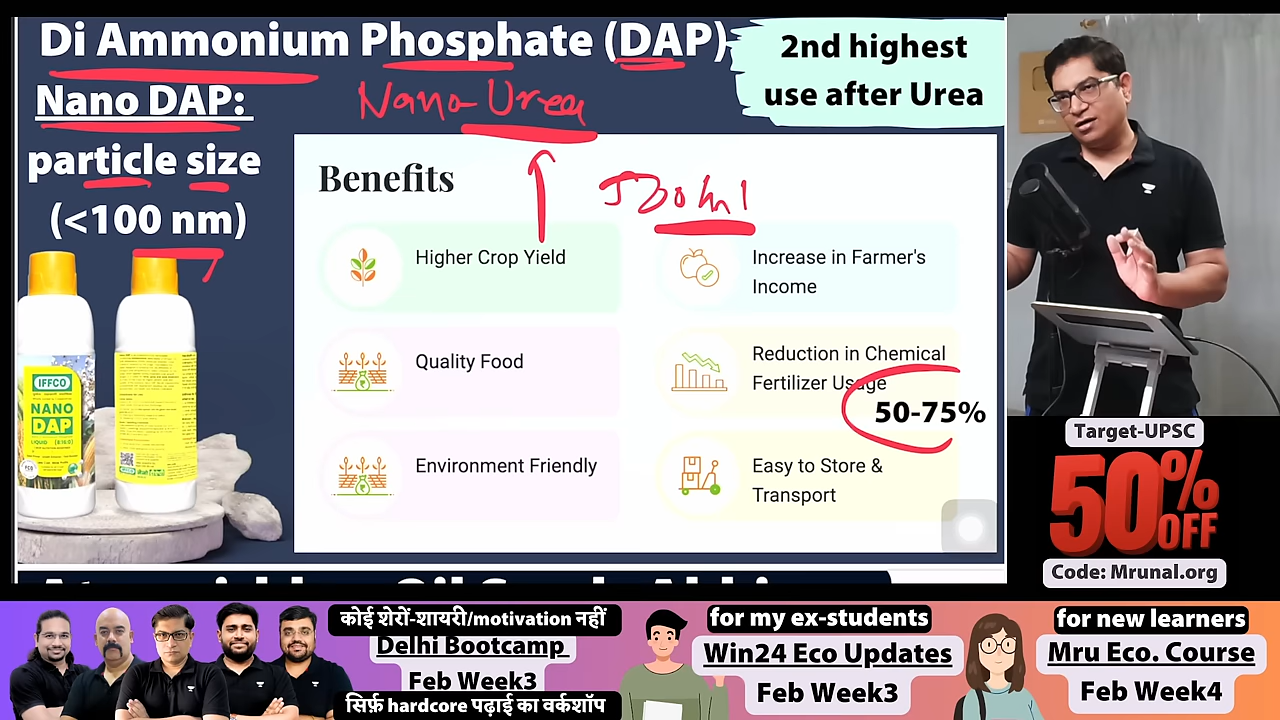 Di Ammonium Phosphate (DAP)
2nd highest
use after Urea
Nano DAP:
particle size
(<100 nm)
Nano Urea
500ml
Benefits
Higher Crop Yield
Increase in Farmer's
Income
Quality Food
Reduction in Chemical
Fertilizer Usage
50-75%
Environment Friendly
Easy to Store &
Transport
IFFCO
NANO
DAP
LIQUID
Target-UPSC
50% OFF
Code: Mrunal.org
कोई शेरों-शायरी/motivation नहीं
Delhi Bootcamp
Feb Week3
सिर्फ़ hardcore पढ़ाई का वर्कशॉप
for my ex-students
Win24 Eco Updates
Feb Week3
for new learners
Mru Eco. Course
Feb Week4